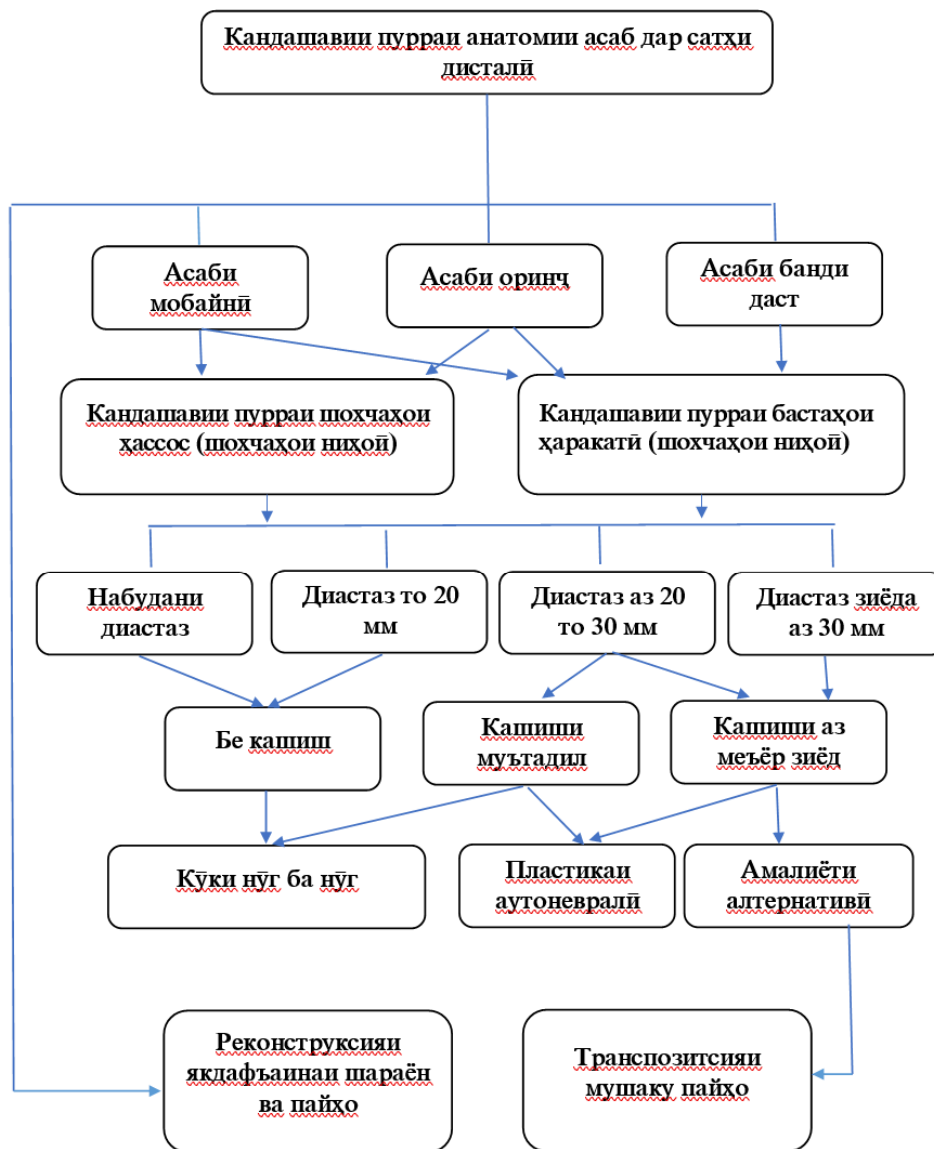 Кандашавии пурраи анатомии асаб дар сатҳи
дисталӣ
Асаби
мобайнӣ
Асаби оринҷ
Асаби банди
даст
Кандашавии пурраи шохчаҳои
ҳассос (шохчаҳои ниҳоӣ)
Кандашавии пурраи бастаҳои
ҳаракатӣ (шохчаҳои ниҳоӣ)
Набудани
диастаз
Диастаз то 20
мм
Диастаз аз 20
то 30 мм
Диастаз зиёда
аз 30 мм
Бе кашиш
Кашиши
муътадил
Кашиши аз
меъёр зиёд
Кӯки нӯг ба нӯг
Пластикаи
аутоневралӣ
Амалиёти
алтернативӣ
Реконструксияи
якдафъаинаи шараён
ва пайҳо
Транспозитсияи
мушаку пайҳо